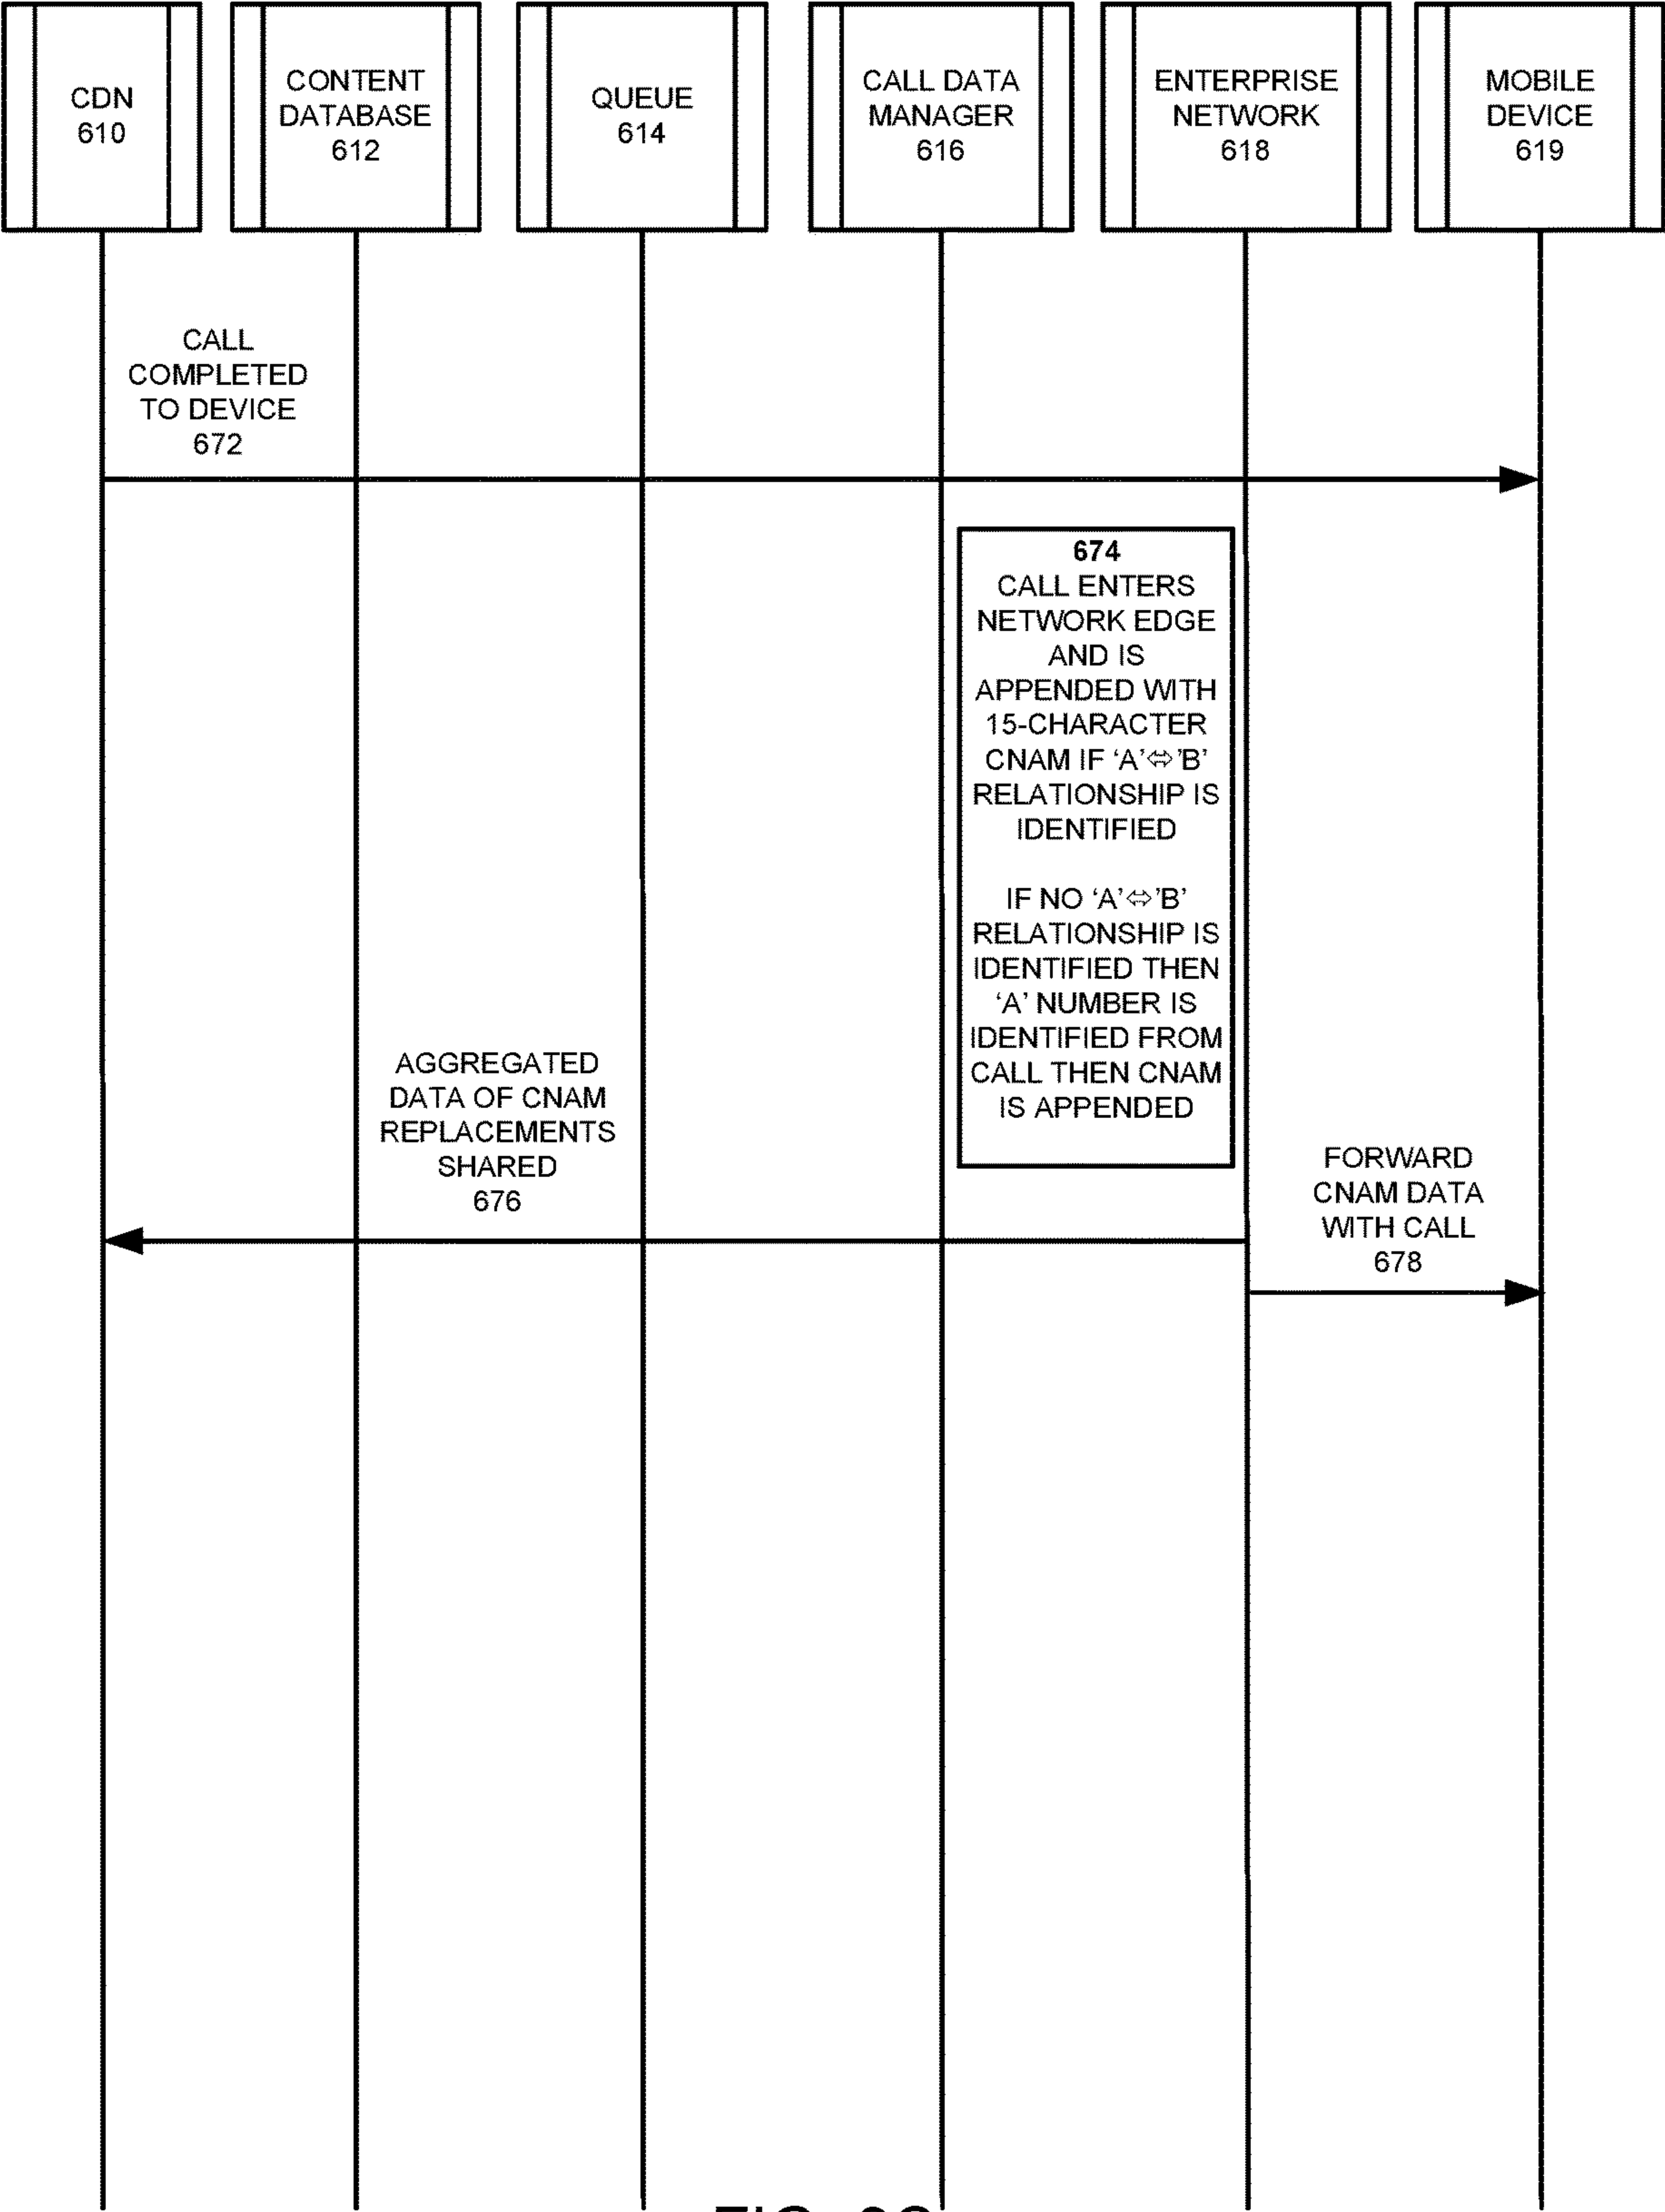 CDN
610
CONTENT
DATABASE
612
QUEUE
614
CALL DATA
MANAGER
616
ENTERPRISE
NETWORK
618
MOBILE
DEVICE
619
CALL
COMPLETED
TO DEVICE
672
674
CALL ENTERS
NETWORK EDGE
AND IS
APPENDED WITH
15-CHARACTER
CNAM IF ‘A’⇔’B’
RELATIONSHIP IS
IDENTIFIED
IF NO ‘A’⇔’B’
RELATIONSHIP IS
IDENTIFIED THEN
‘A’ NUMBER IS
IDENTIFIED FROM
CALL THEN CNAM
IS APPENDED
AGGREGATED
DATA OF CNAM
REPLACEMENTS
SHARED
676
FORWARD
CNAM DATA
WITH CALL
678